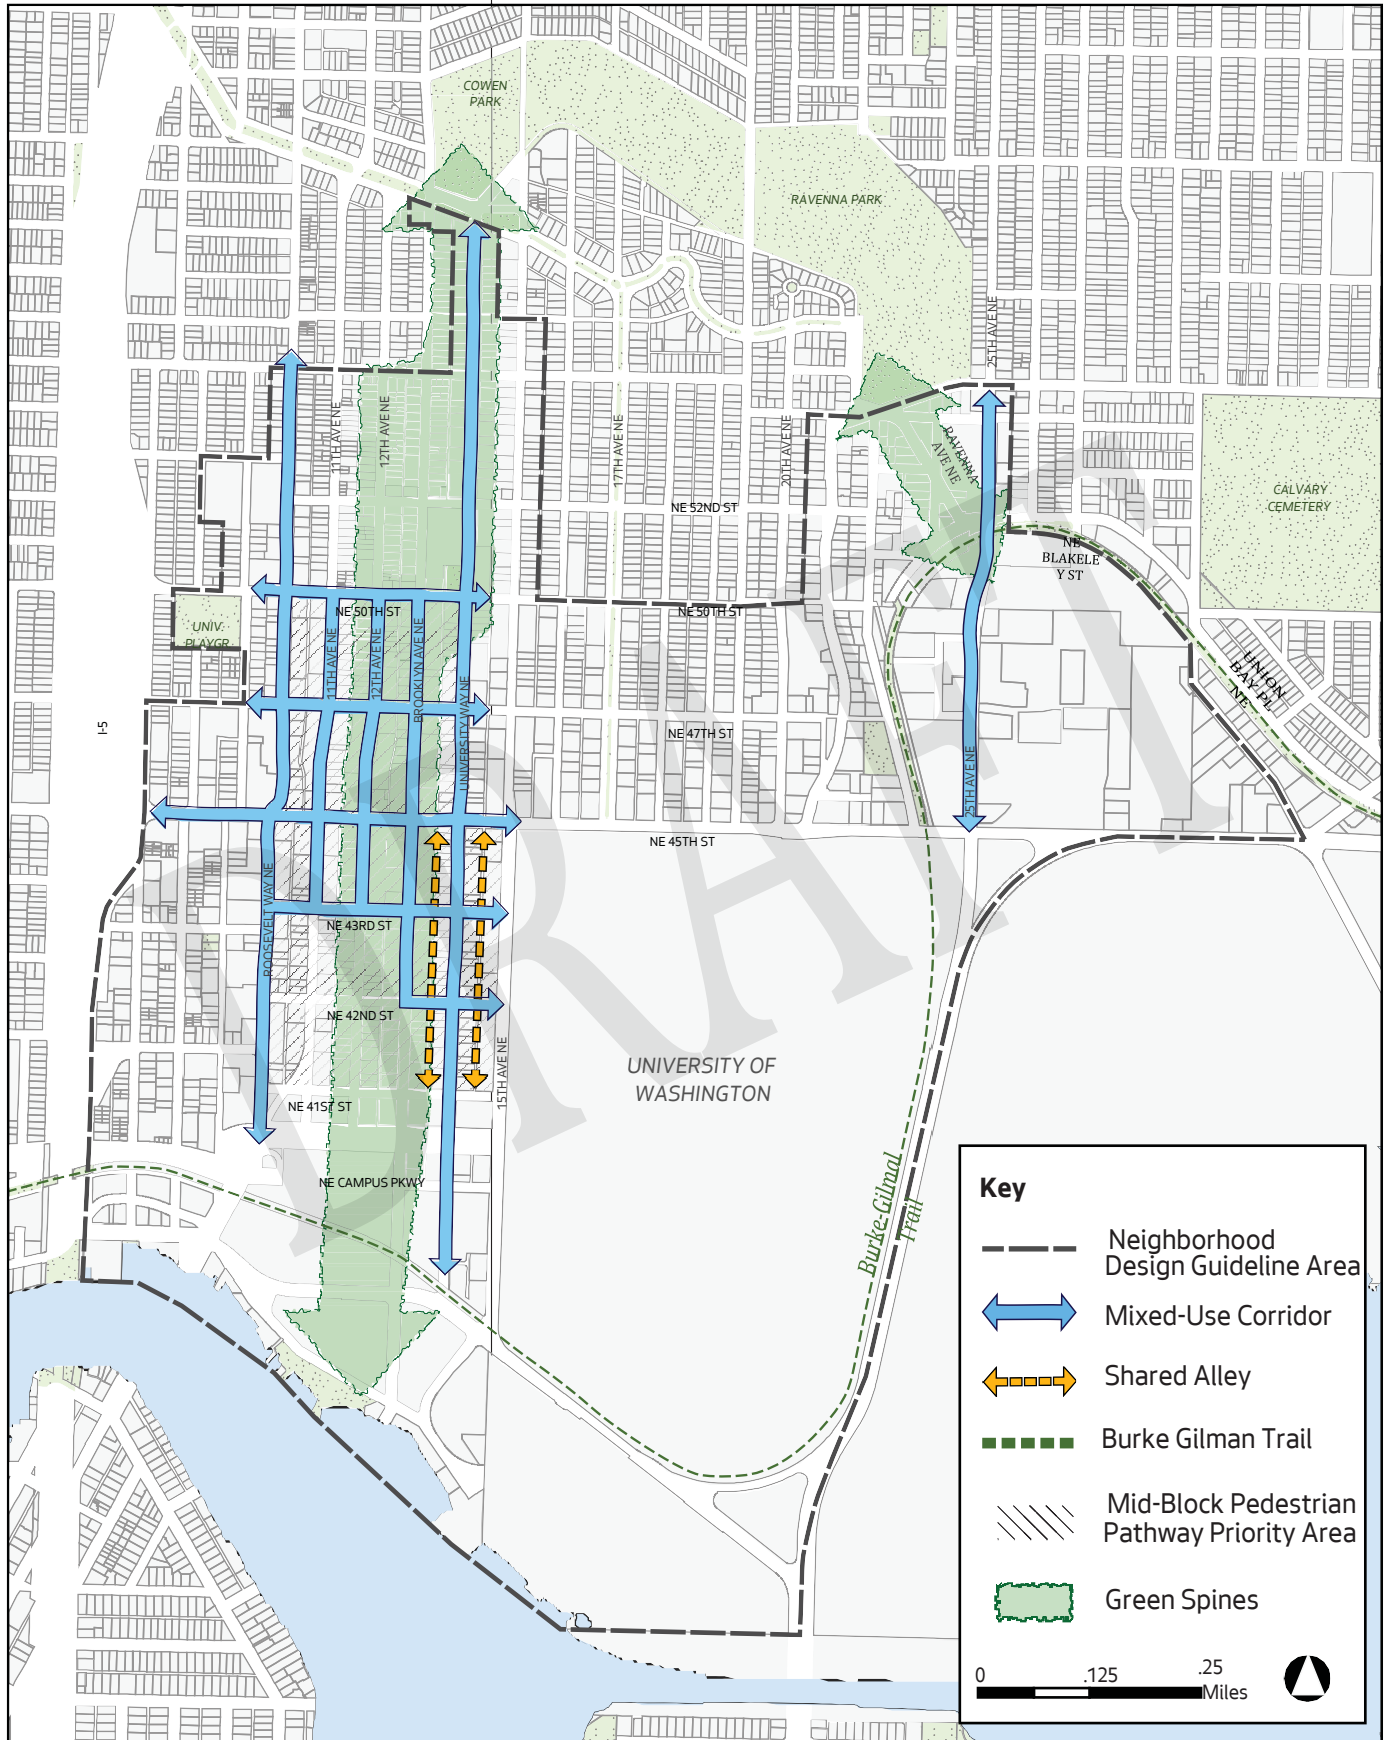 COWEN
PARK
RAVENNA PARK
25TH AVE NE
11TH AVE NE
12TH AVE NE
17TH AVE NE
20TH AVE NE
RAVENNA
AVE NE
CALVARY
CEMETERY
NE 52ND ST
NE
BLAKELE
Y ST
NE 50TH ST
NE 50TH ST
UNIV.
PLAYGR.
11TH AVE NE
12TH AVE NE
BROOKLYN AVE NE
UNIVERSITY WAY NE
UNION
BAY PL
NE
I-5
NE 47TH ST
25TH AVE NE
NE 45TH ST
ROOSEVELT WAY NE
NE 43RD ST
NE 42ND ST
15TH AVE NE
UNIVERSITY OF
WASHINGTON
NE 41ST ST
NE CAMPUS PKWY
Burke-Gilmal
Trail
DRAFT
Key
Neighborhood
Design Guideline Area
Mixed-Use Corridor
Shared Alley
Burke Gilman Trail
Mid-Block Pedestrian
Pathway Priority Area
Green Spines
0 .125 .25
Miles